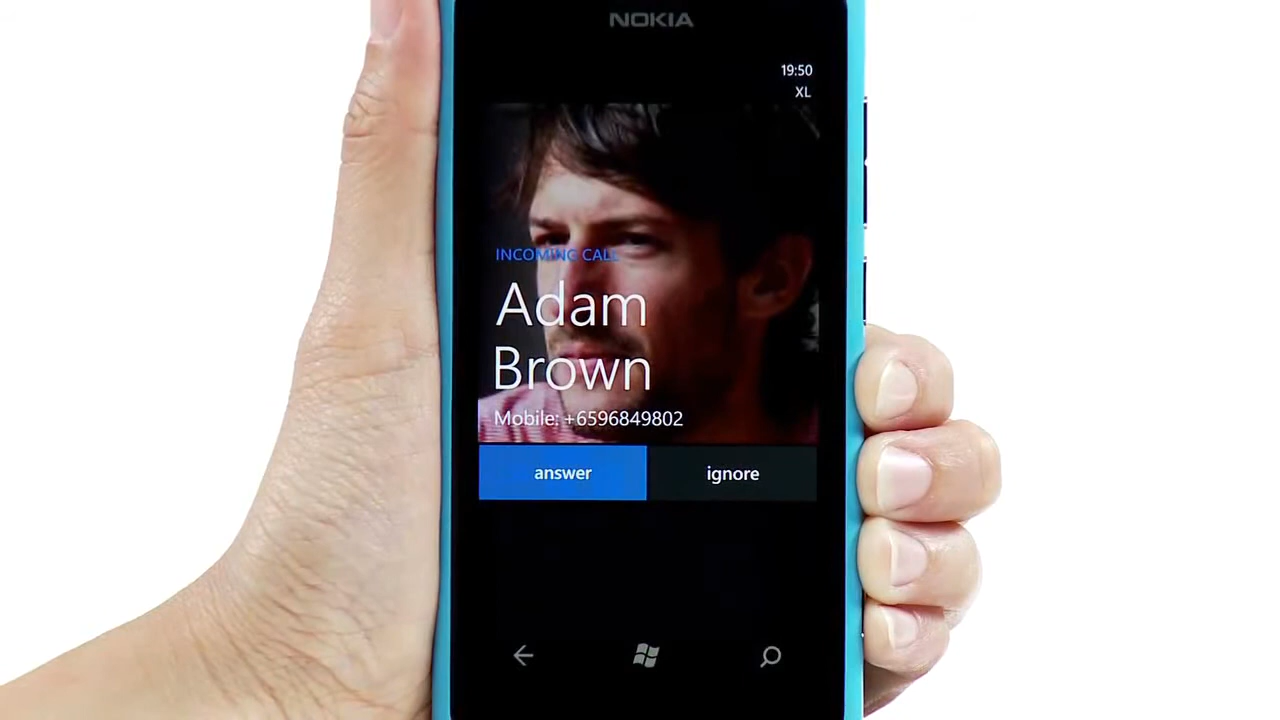 NOKIA
19:50
XL
INCOMING CALL
Adam
Brown
Mobile: +6596849802
answer
ignore